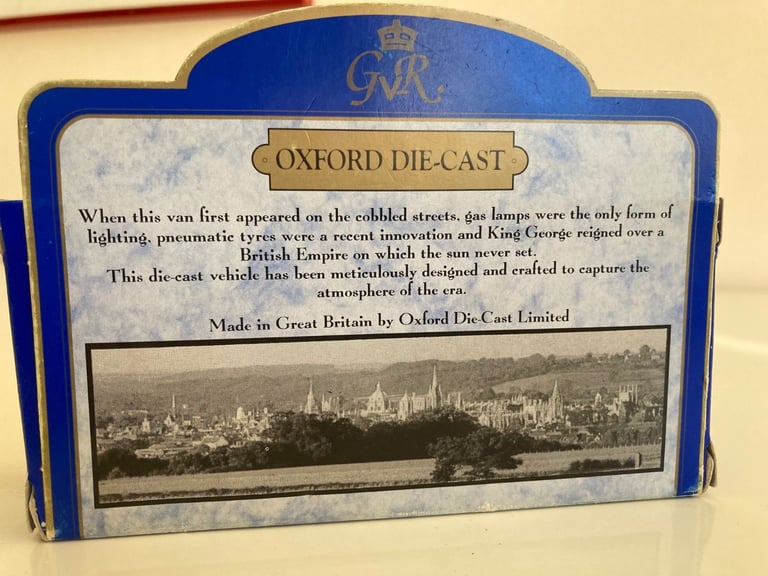 GVR
OXFORD DIE-CAST
When this van first appeared on the cobbled streets, gas lamps were the only form of
lighting, pneumatic tyres were a recent innovation and King George reigned over a
British Empire on which the sun never set.
This die-cast vehicle has been meticulously designed and crafted to capture the
atmosphere of the era.
Made in Great Britain by Oxford Die-Cast Limited